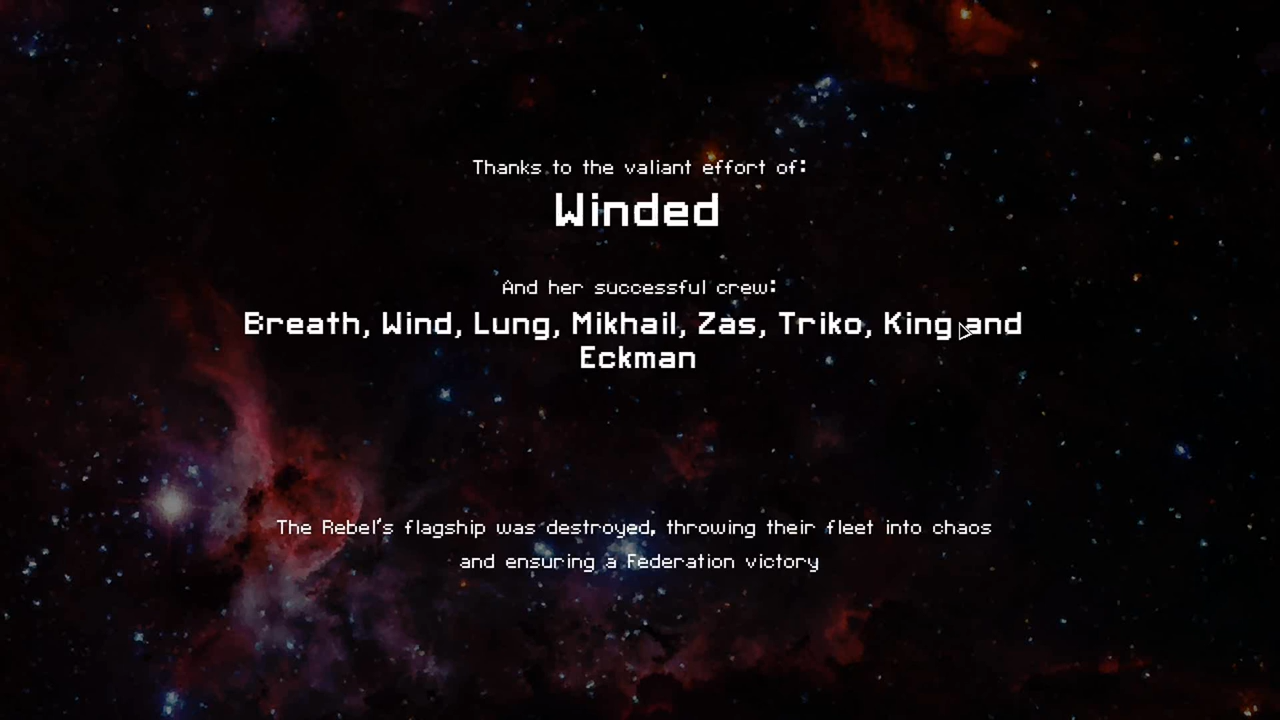 Thanks to the valiant effort of:
Winded
And her successful crew:
Breath, Wind, Lung, Mikhail, Zas, Triko, King and
Eckman
The Rebel's flagship was destroyed, throwing their fleet into chaos
and ensuring a Federation victory